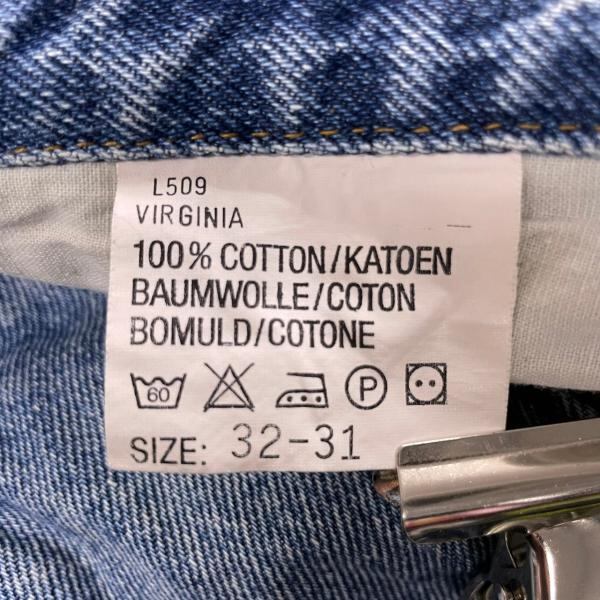 L509
VIRGINIA
100% COTTON/KATOEN
BAUMWOLLE/COTON
BOMULD/COTONE
60 P
SIZE: 32-31